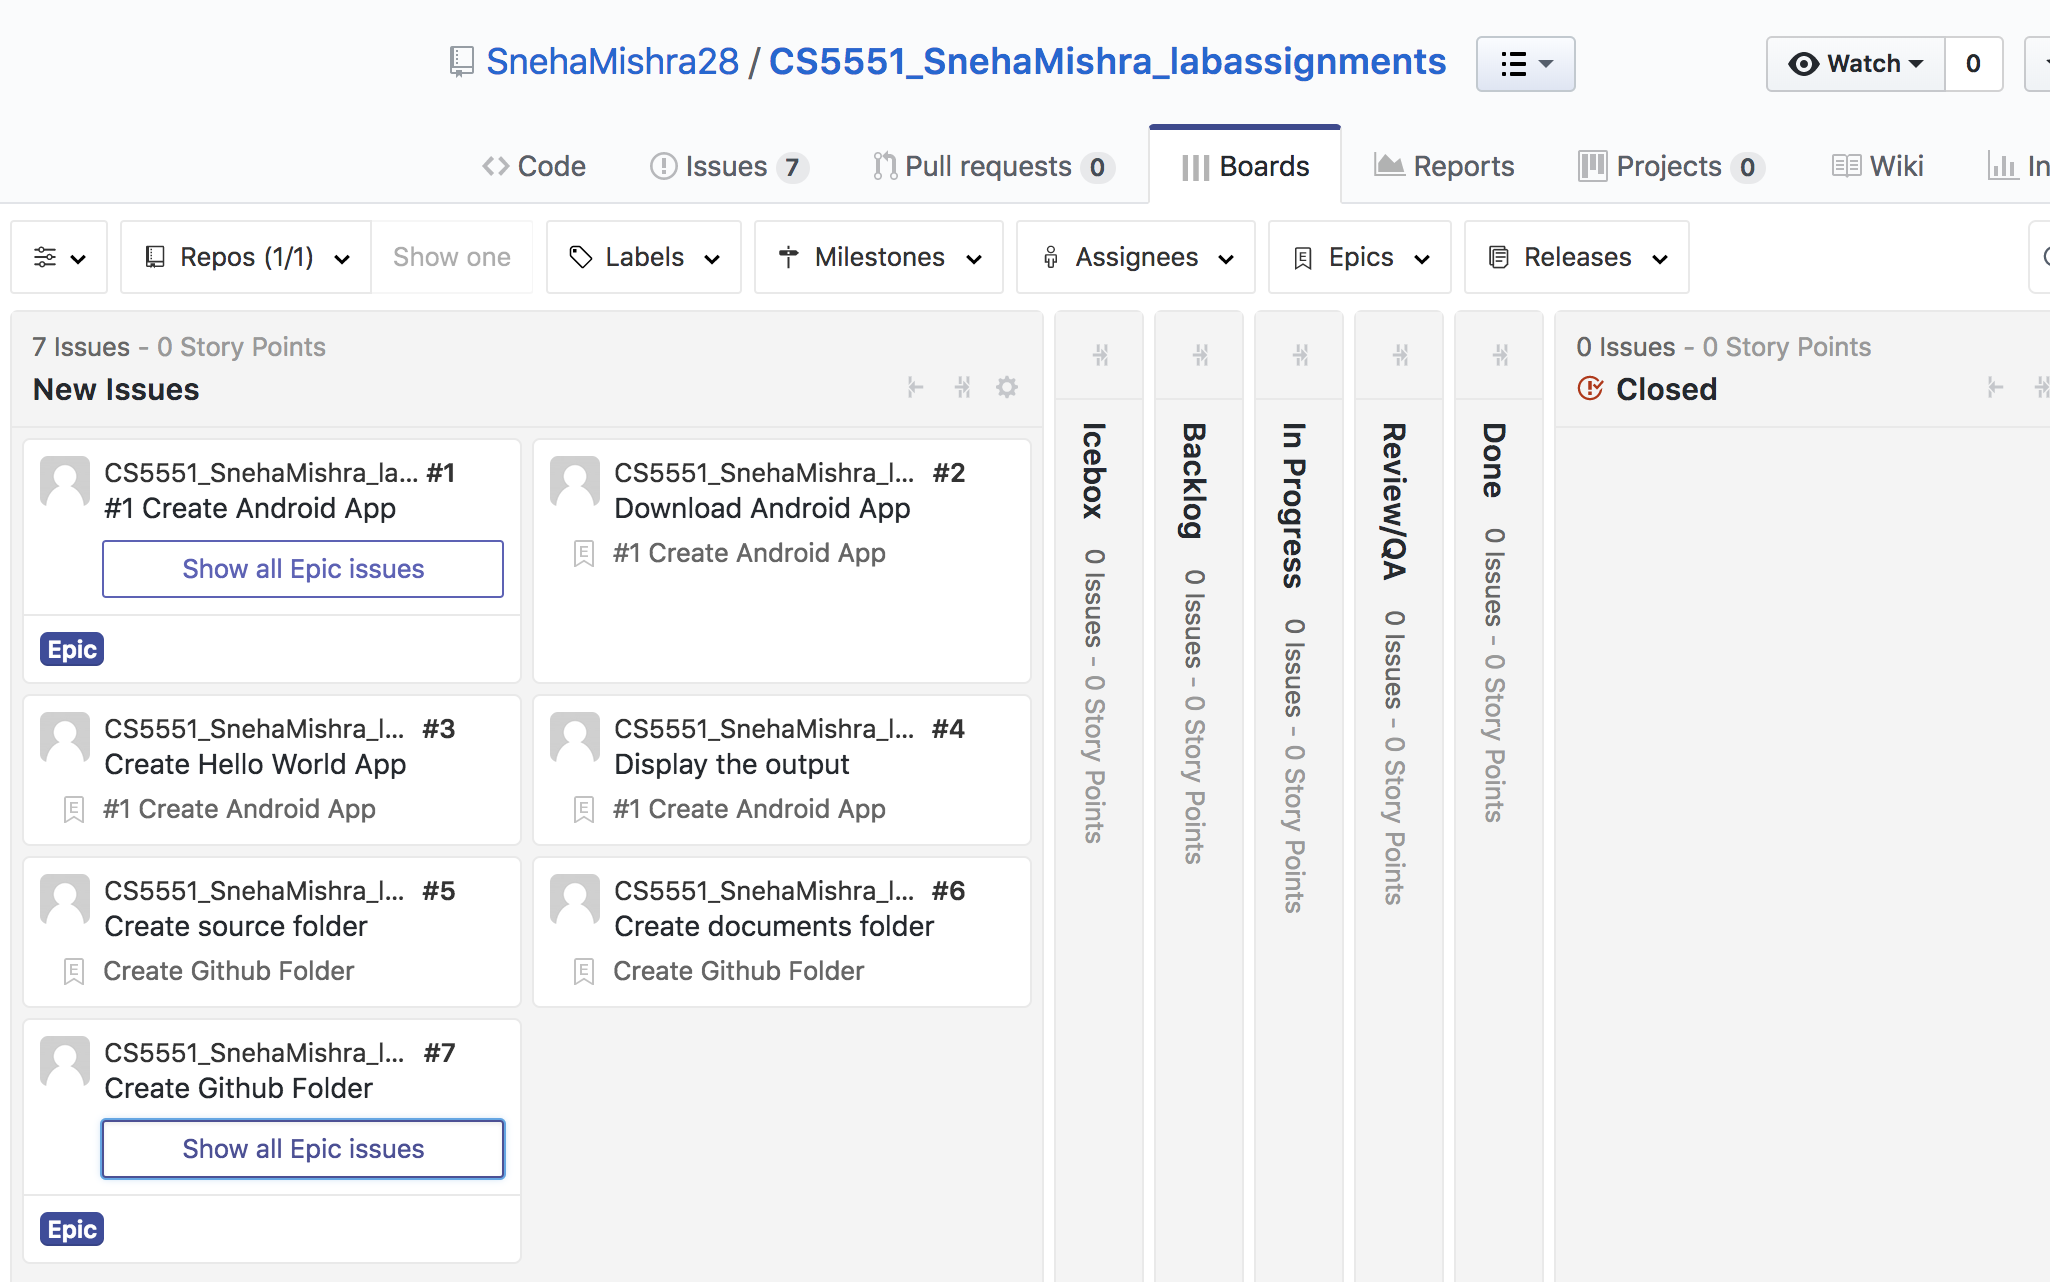 SnehaMishra28 / CS5551_SnehaMishra_labassignments
Watch 0
Code
Issues 7
Pull requests 0
Boards
Reports
Projects 0
Wiki
In
Repos (1/1)
Show one
Labels
Milestones
Assignees
Epics
Releases
7 Issues - 0 Story Points
New Issues
CS5551_SnehaMishra_la... #1
#1 Create Android App
Show all Epic issues
Epic
CS5551_SnehaMishra_l... #2
Download Android App
#1 Create Android App
CS5551_SnehaMishra_l... #3
Create Hello World App
#1 Create Android App
CS5551_SnehaMishra_l... #4
Display the output
#1 Create Android App
CS5551_SnehaMishra_l... #5
Create source folder
Create Github Folder
CS5551_SnehaMishra_l... #6
Create documents folder
Create Github Folder
CS5551_SnehaMishra_l... #7
Create Github Folder
Show all Epic issues
Epic
Icebox 0 Issues - 0 Story Points
Backlog 0 Issues - 0 Story Points
In Progress 0 Issues - 0 Story Points
Review/QA 0 Issues - 0 Story Points
Done 0 Issues - 0 Story Points
0 Issues - 0 Story Points
Closed